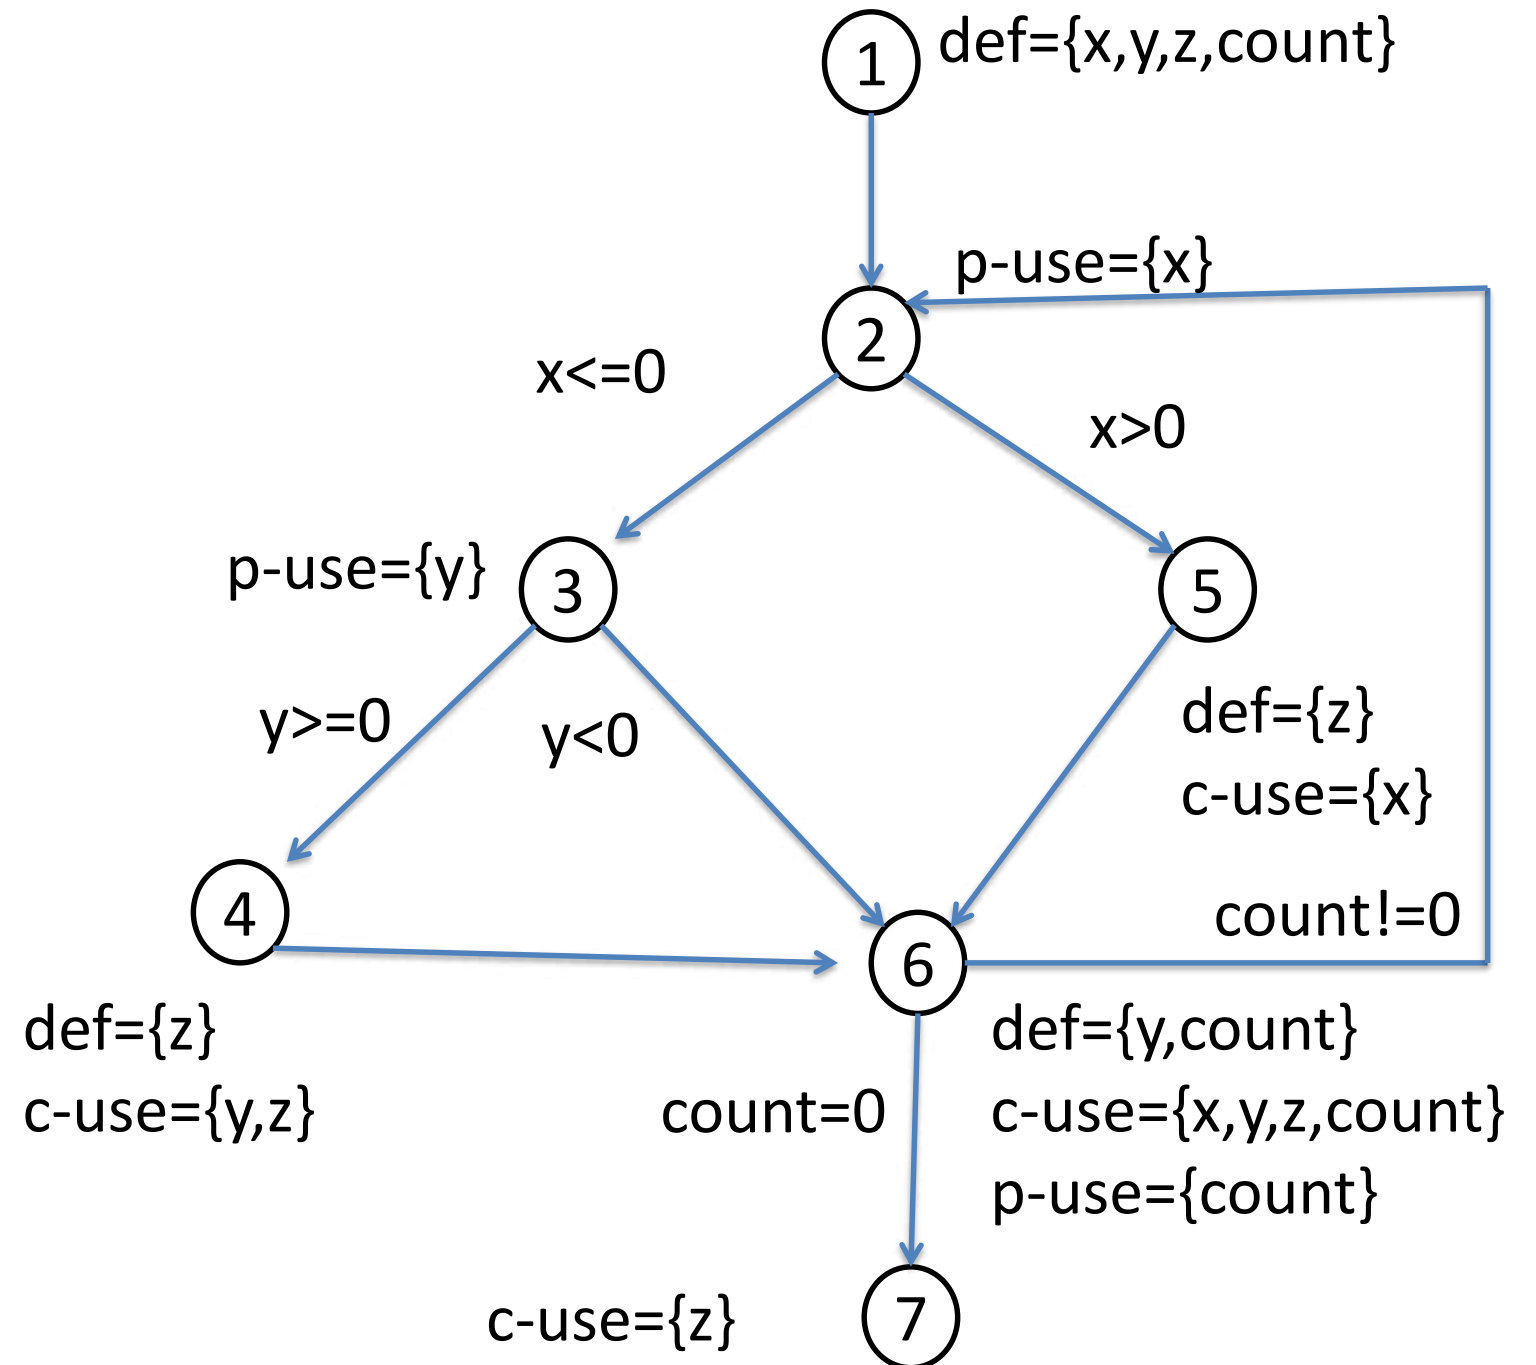 1
def={x,y,z,count}
p-use={x}
2
x<=0
x>0
p-use={y}
3
5
y>=0
y<0
def={z}
c-use={x}
4
count!=0
6
def={z}
c-use={y,z}
def={y,count}
count=0
c-use={x,y,z,count}
p-use={count}
c-use={z}
7